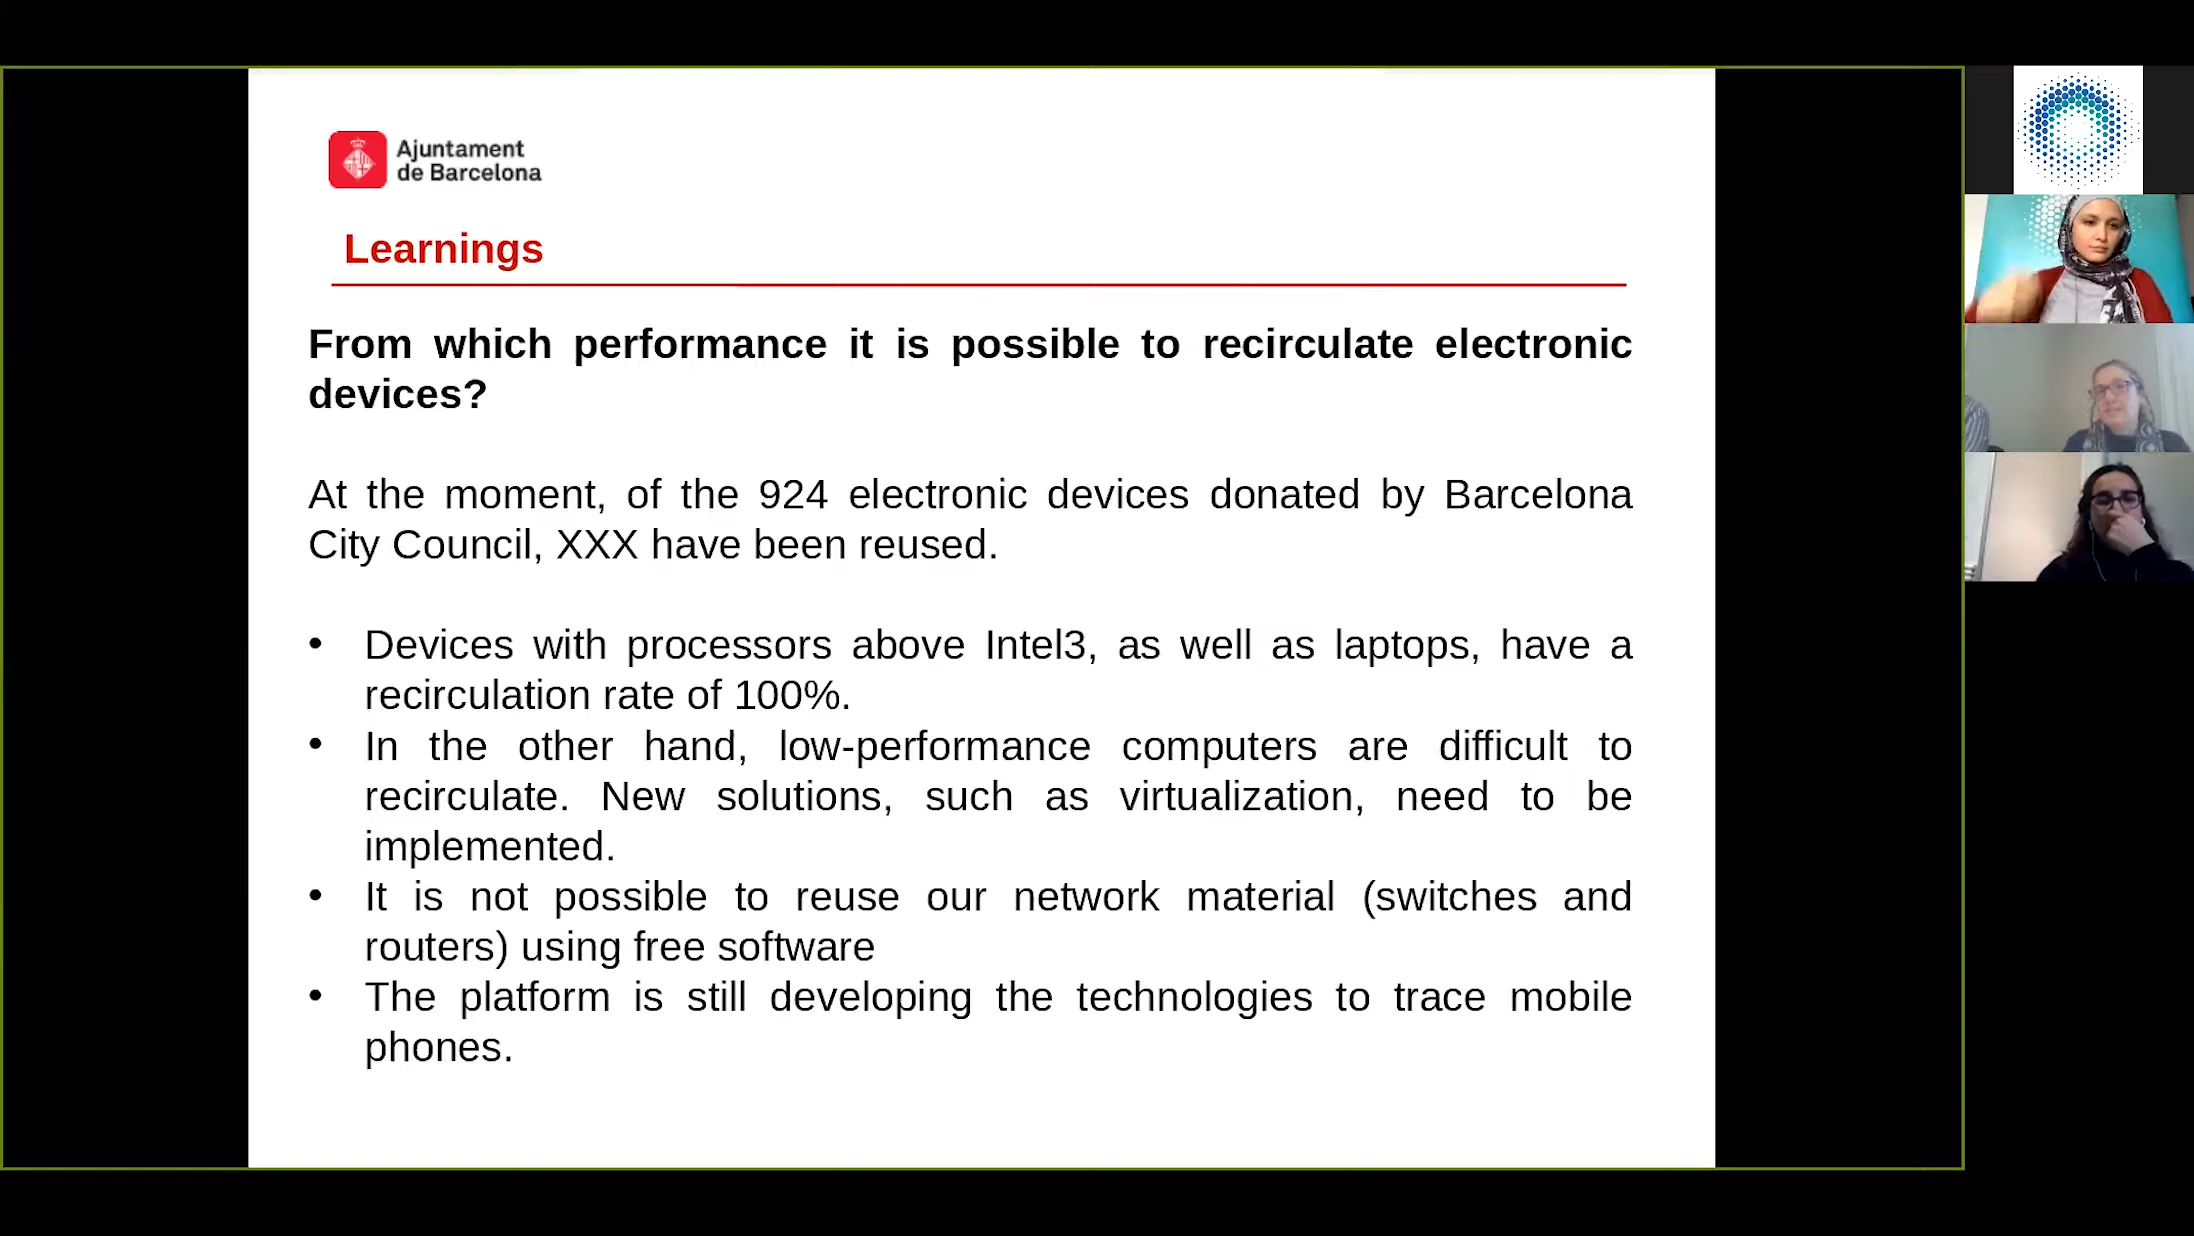 Ajuntament
de Barcelona
Learnings
From which performance it is possible to recirculate electronic
devices?
At the moment, of the 924 electronic devices donated by Barcelona
City Council, XXX have been reused.
• Devices with processors above Intel3, as well as laptops, have a
recirculation rate of 100%.
• In the other hand, low-performance computers are difficult to
recirculate. New solutions, such as virtualization, need to be
implemented.
• It is not possible to reuse our network material (switches and
routers) using free software
• The platform is still developing the technologies to trace mobile
phones.